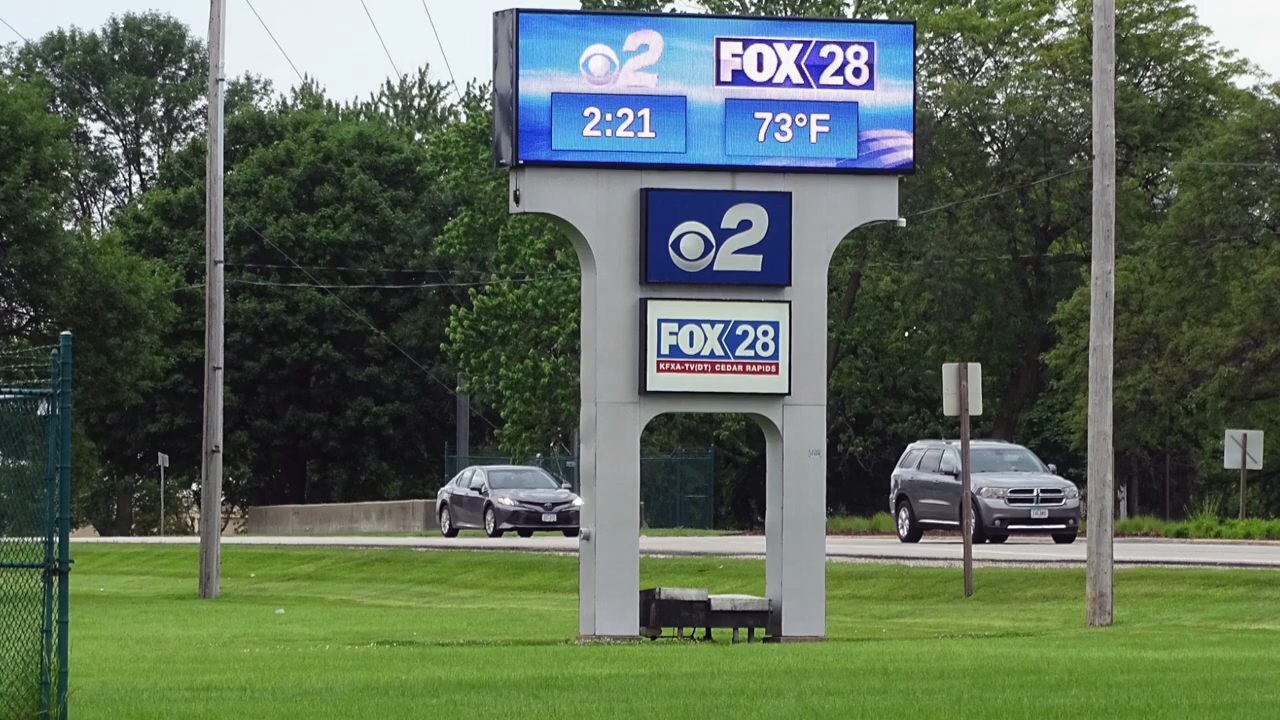 2 FOX 28
2:21 73°F
2
FOX 28
KFXA-TV(DT) CEDAR RAPIDS